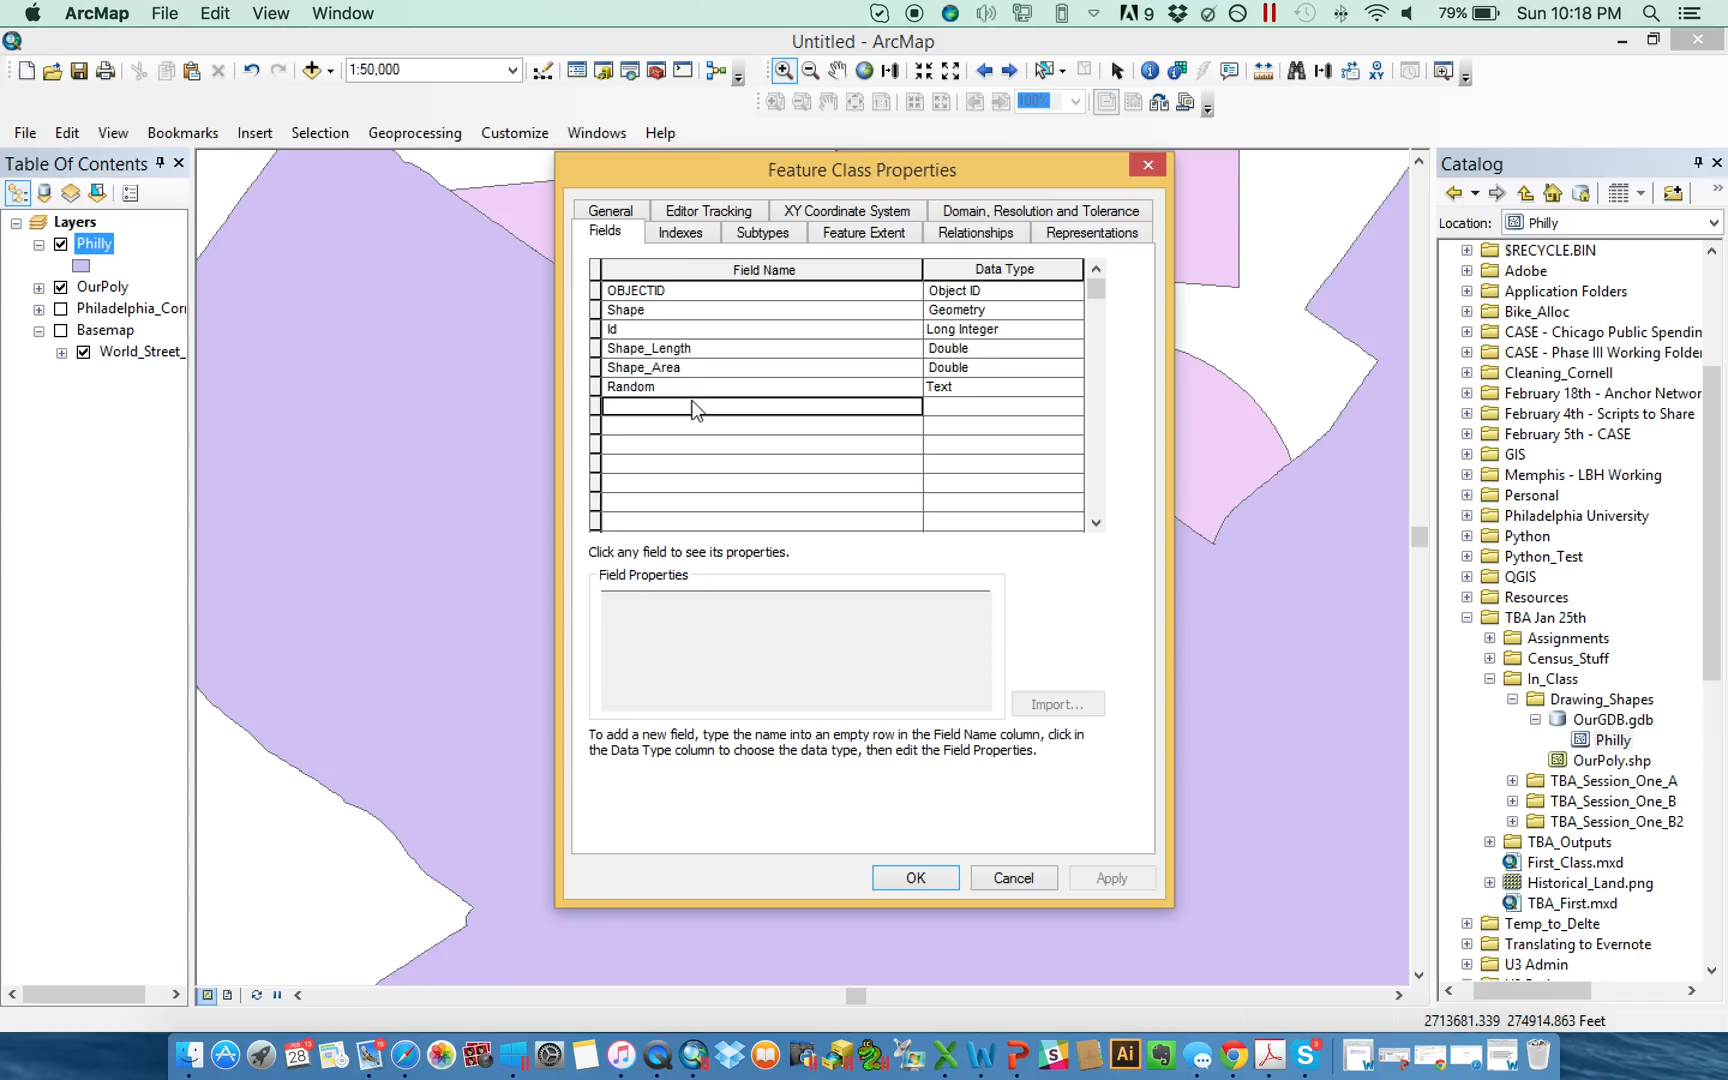 ArcMap File Edit View Window
9 79% Sun 10:18 PM
Untitled - ArcMap
1:50,000
100%
File Edit View Bookmarks Insert Selection Geoprocessing Customize Windows Help
Table Of Contents
Layers
Philly
OurPoly
Philadelphia_Cor
Basemap
World_Street_
Feature Class Properties
General Editor Tracking XY Coordinate System Domain, Resolution and Tolerance
Fields Indexes Subtypes Feature Extent Relationships Representations
Field Name Data Type
OBJECTID Object ID
Shape Geometry
Id Long Integer
Shape_Length Double
Shape_Area Double
Random Text
Click any field to see its properties.
Field Properties
Import...
To add a new field, type the name into an empty row in the Field Name column, click in
the Data Type column to choose the data type, then edit the Field Properties.
OK Cancel Apply
Catalog
Location: Philly
$RECYCLE.BIN
Adobe
Application Folders
Bike_Alloc
CASE - Chicago Public Spendin
CASE - Phase III Working Folde
Cleaning_Cornell
February 18th - Anchor Networ
February 4th - Scripts to Share
February 5th - CASE
GIS
Memphis - LBH Working
Personal
Philadelphia University
Python
Python_Test
QGIS
Resources
TBA Jan 25th
Assignments
Census_Stuff
In_Class
Drawing_Shapes
OurGDB.gdb
Philly
OurPoly.shp
TBA_Session_One_A
TBA_Session_One_B
TBA_Session_One_B2
TBA_Outputs
First_Class.mxd
Historical_Land.png
TBA_First.mxd
Temp_to_Delte
Translating to Evernote
U3 Admin
2713681.339 274914.863 Feet